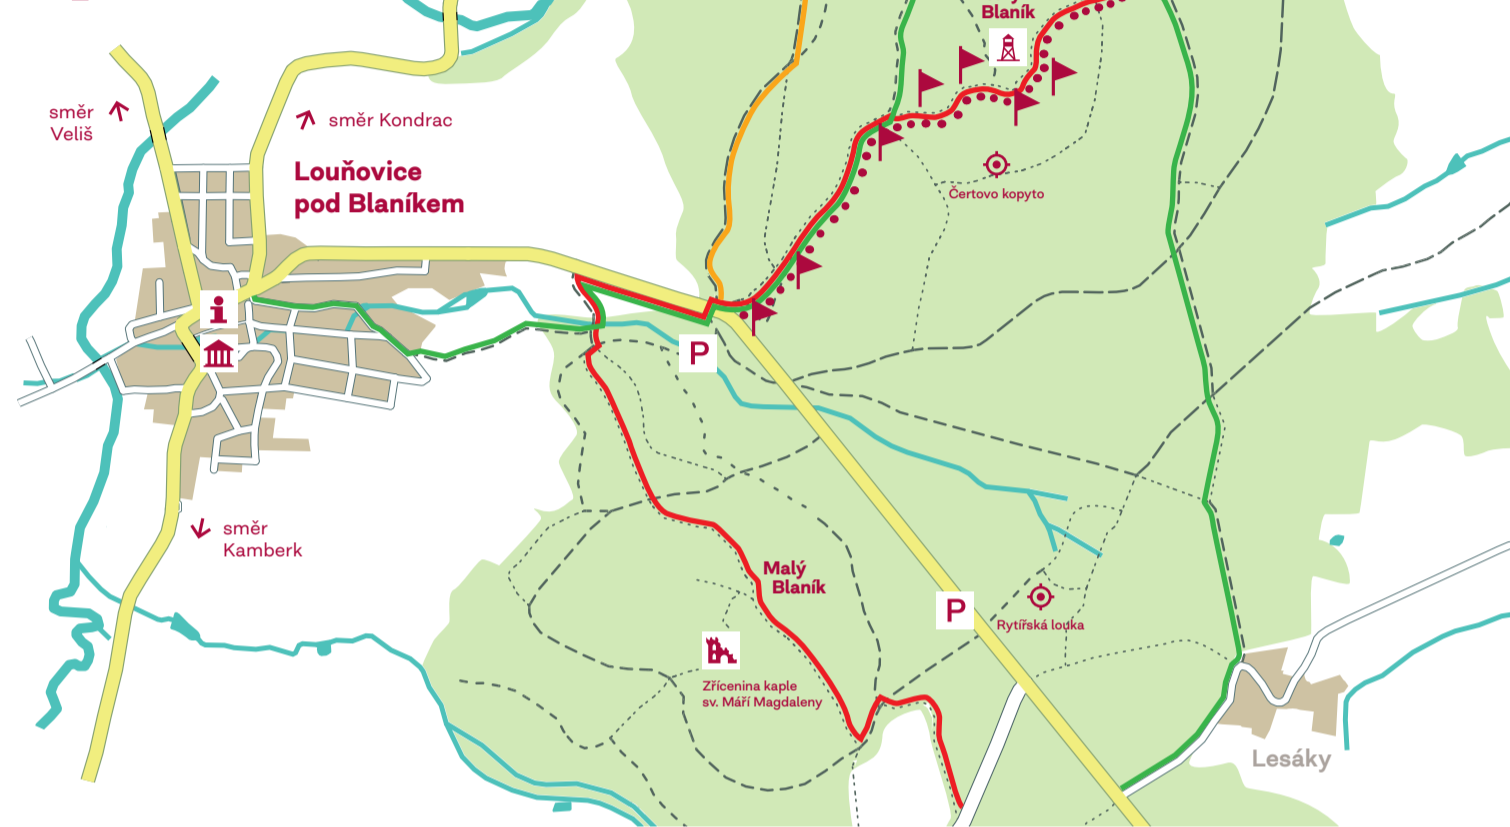 Blaník
směr
Veliš
směr Kondrac
Louňovice
pod Blaníkem
Čertovo kopyto
i
P
směr
Kamberk
Malý
Blaník
P
Rytířská louka
Zřícenina kaple
sv. Máří Magdaleny
Lesáky